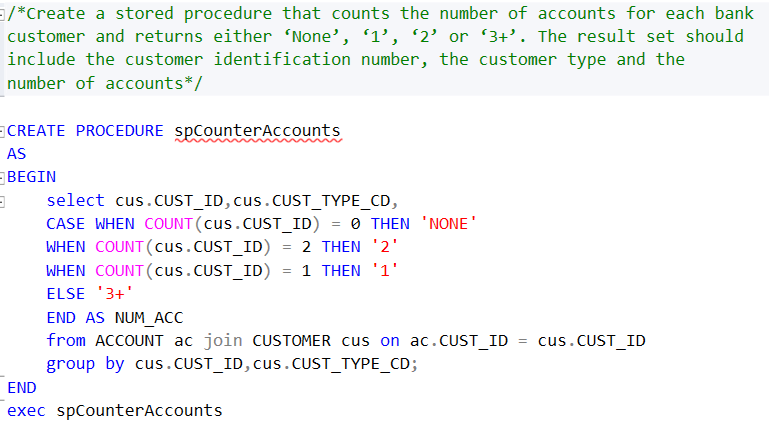 /*Create a stored procedure that counts the number of accounts for each bank
customer and returns either ‘None’, ‘1’, ‘2’ or ‘3+’. The result set should
include the customer identification number, the customer type and the
number of accounts*/
CREATE PROCEDURE spCounterAccounts
AS
BEGIN
select cus.CUST_ID,cus.CUST_TYPE_CD,
CASE WHEN COUNT(cus.CUST_ID) = 0 THEN 'NONE'
WHEN COUNT(cus.CUST_ID) = 2 THEN '2'
WHEN COUNT(cus.CUST_ID) = 1 THEN '1'
ELSE '3+'
END AS NUM_ACC
from ACCOUNT ac join CUSTOMER cus on ac.CUST_ID = cus.CUST_ID
group by cus.CUST_ID,cus.CUST_TYPE_CD;
END
exec spCounterAccounts